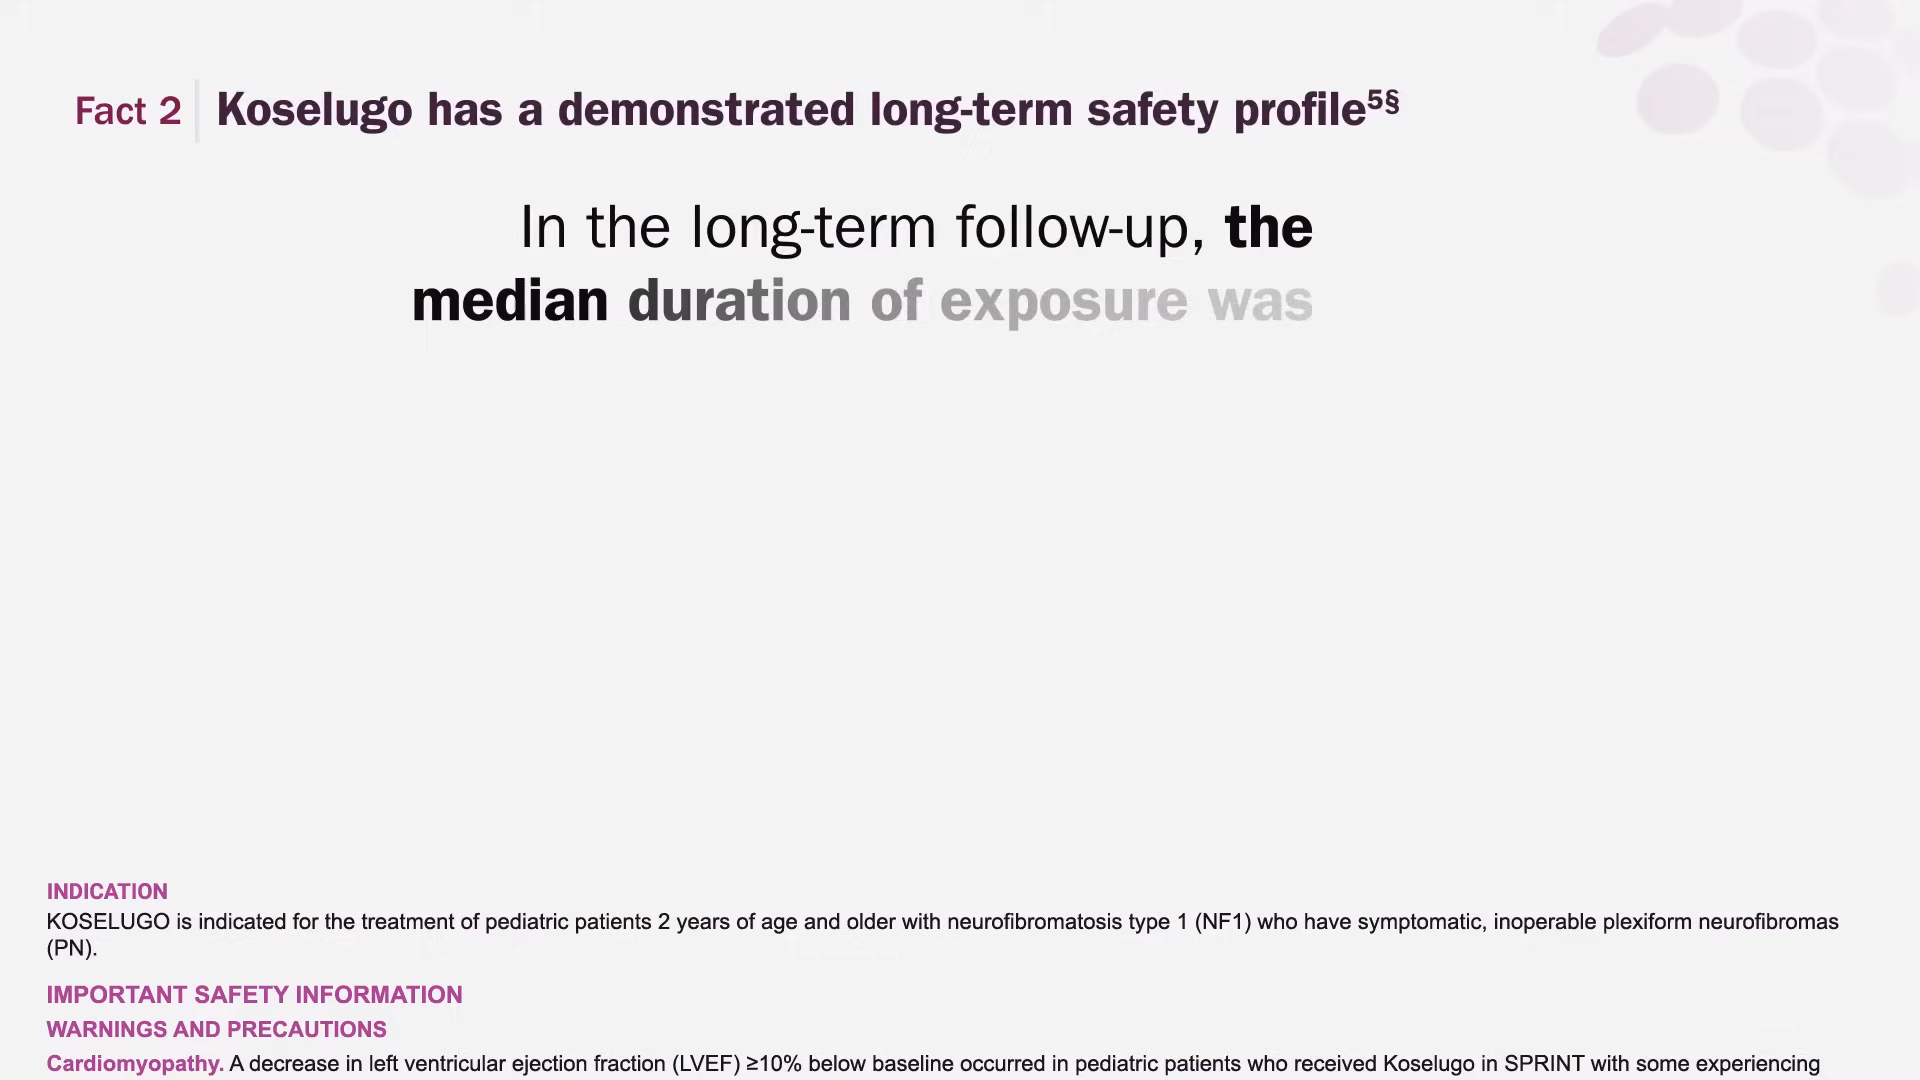 Fact 2
Koselugo has a demonstrated long-term safety profile⁵§
In the long-term follow-up, the
median duration of exposure was
INDICATION
KOSELUGO is indicated for the treatment of pediatric patients 2 years of age and older with neurofibromatosis type 1 (NF1) who have symptomatic, inoperable plexiform neurofibromas
(PN).
IMPORTANT SAFETY INFORMATION
WARNINGS AND PRECAUTIONS
Cardiomyopathy. A decrease in left ventricular ejection fraction (LVEF) ≥10% below baseline occurred in pediatric patients who received Koselugo in SPRINT with some experiencing